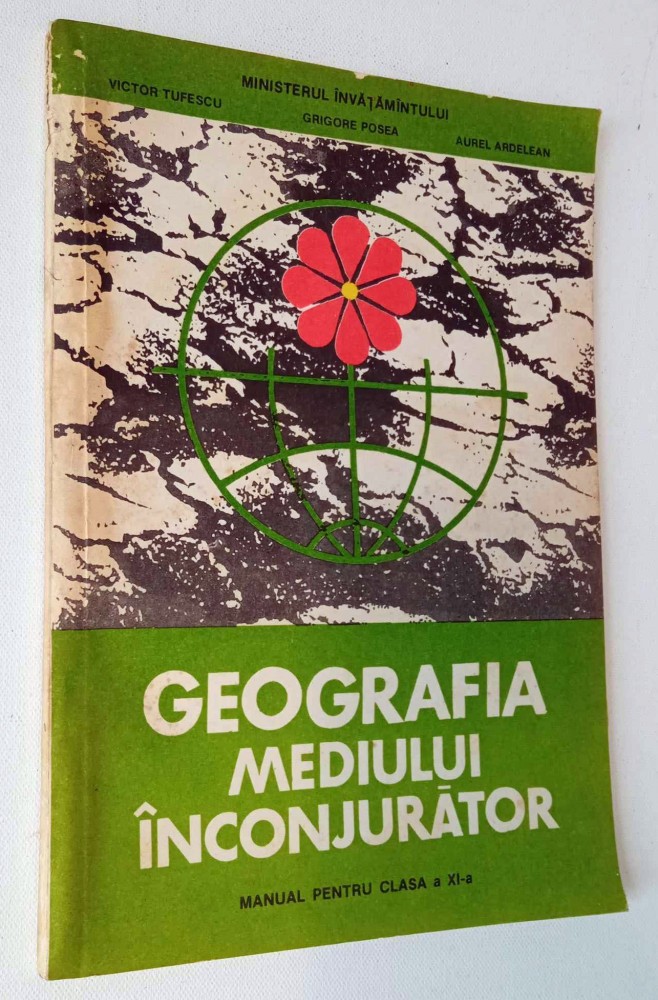 MINISTERUL ÎNVĂȚĂMÎNTULUI
VICTOR TUFESCU GRIGORE POSEA AUREL ARDELEAN
GEOGRAFIA
MEDIULUI
ÎNCONJURĂTOR
MANUAL PENTRU CLASA a XI-a